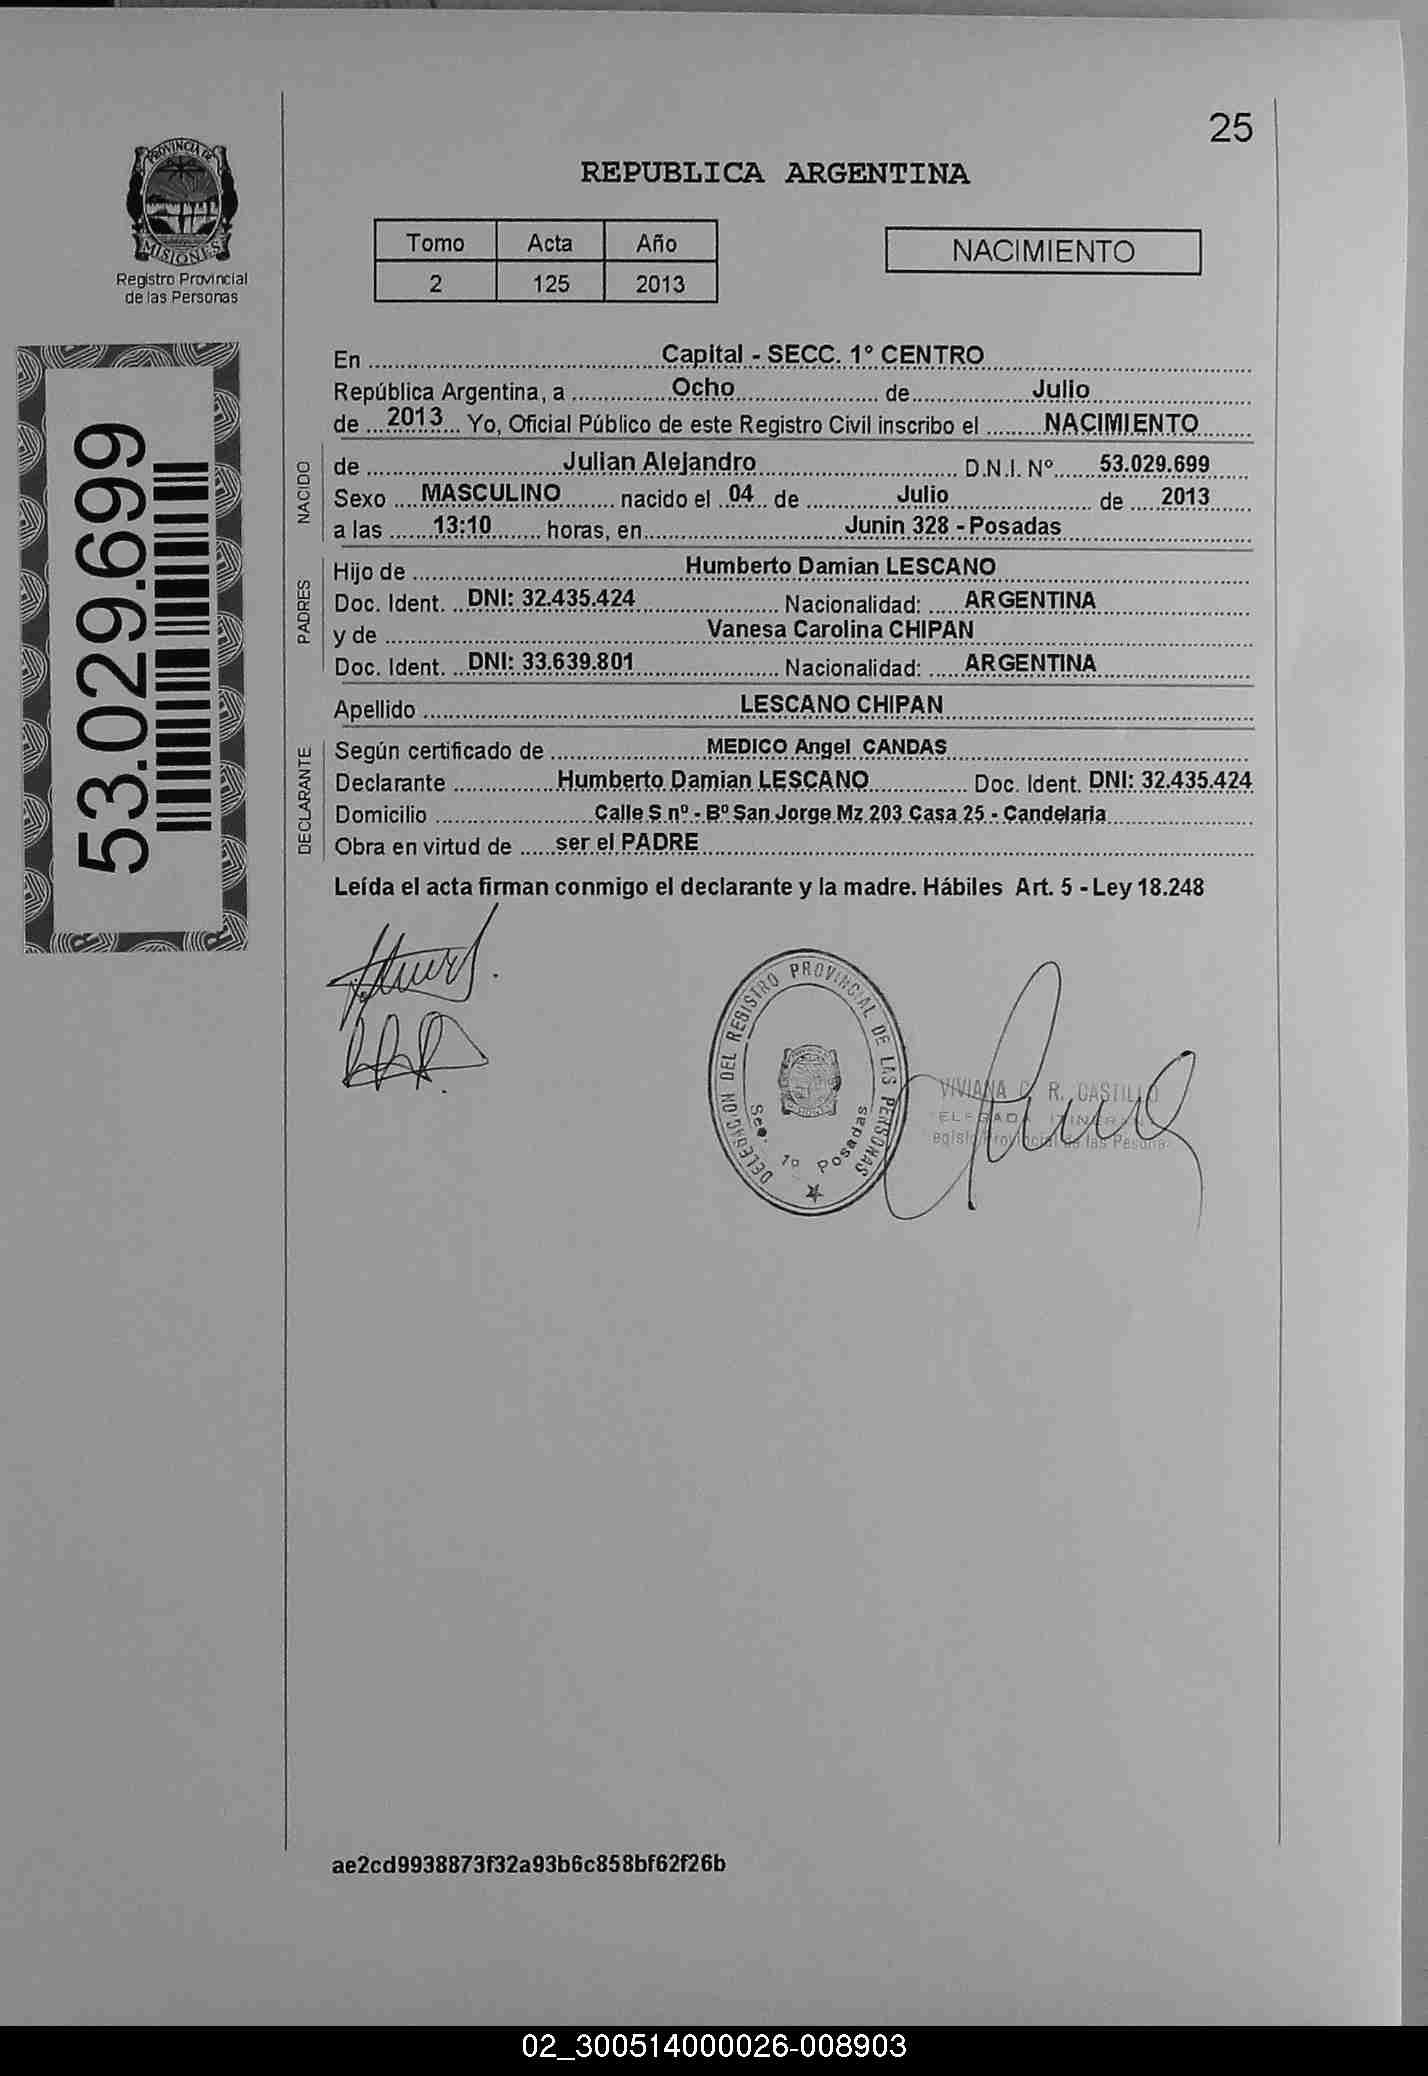 25
PROVINCIA DE
MISIONES
Registro Provincial
de las Personas
REPUBLICA ARGENTINA
Tomo Acta Año
2 125 2013
NACIMIENTO
53.029.699
En Capital - SECC. 1° CENTRO
República Argentina, a Ocho de Julio
de 2013 Yo, Oficial Público de este Registro Civil inscribo el NACIMIENTO
NACIDO
de Julian Alejandro D.N.I. Nº 53.029.699
Sexo MASCULINO nacido el 04 de Julio de 2013
a las 13:10 horas, en Junin 328 - Posadas
PADRES
Hijo de Humberto Damian LESCANO
Doc. Ident. DNI: 32.435.424 Nacionalidad: ARGENTINA
y de Vanesa Carolina CHIPAN
Doc. Ident. DNI: 33.639.801 Nacionalidad: ARGENTINA
Apellido LESCANO CHIPAN
DECLARANTE
Según certificado de MEDICO Angel CANDAS
Declarante Humberto Damian LESCANO Doc. Ident. DNI: 32.435.424
Domicilio Calle S nº - Bº San Jorge Mz 203 Casa 25 - Candelaria
Obra en virtud de ser el PADRE
Leída el acta firman conmigo el declarante y la madre. Hábiles Art. 5 - Ley 18.248
DELEGACION DEL REGISTRO PROVINCIAL DE LAS PERSONAS
Sec. 1º Posadas
VIVIANA C. R. CASTILLO
ae2cd9938873f32a93b6c858bf62f26b
02_300514000026-008903